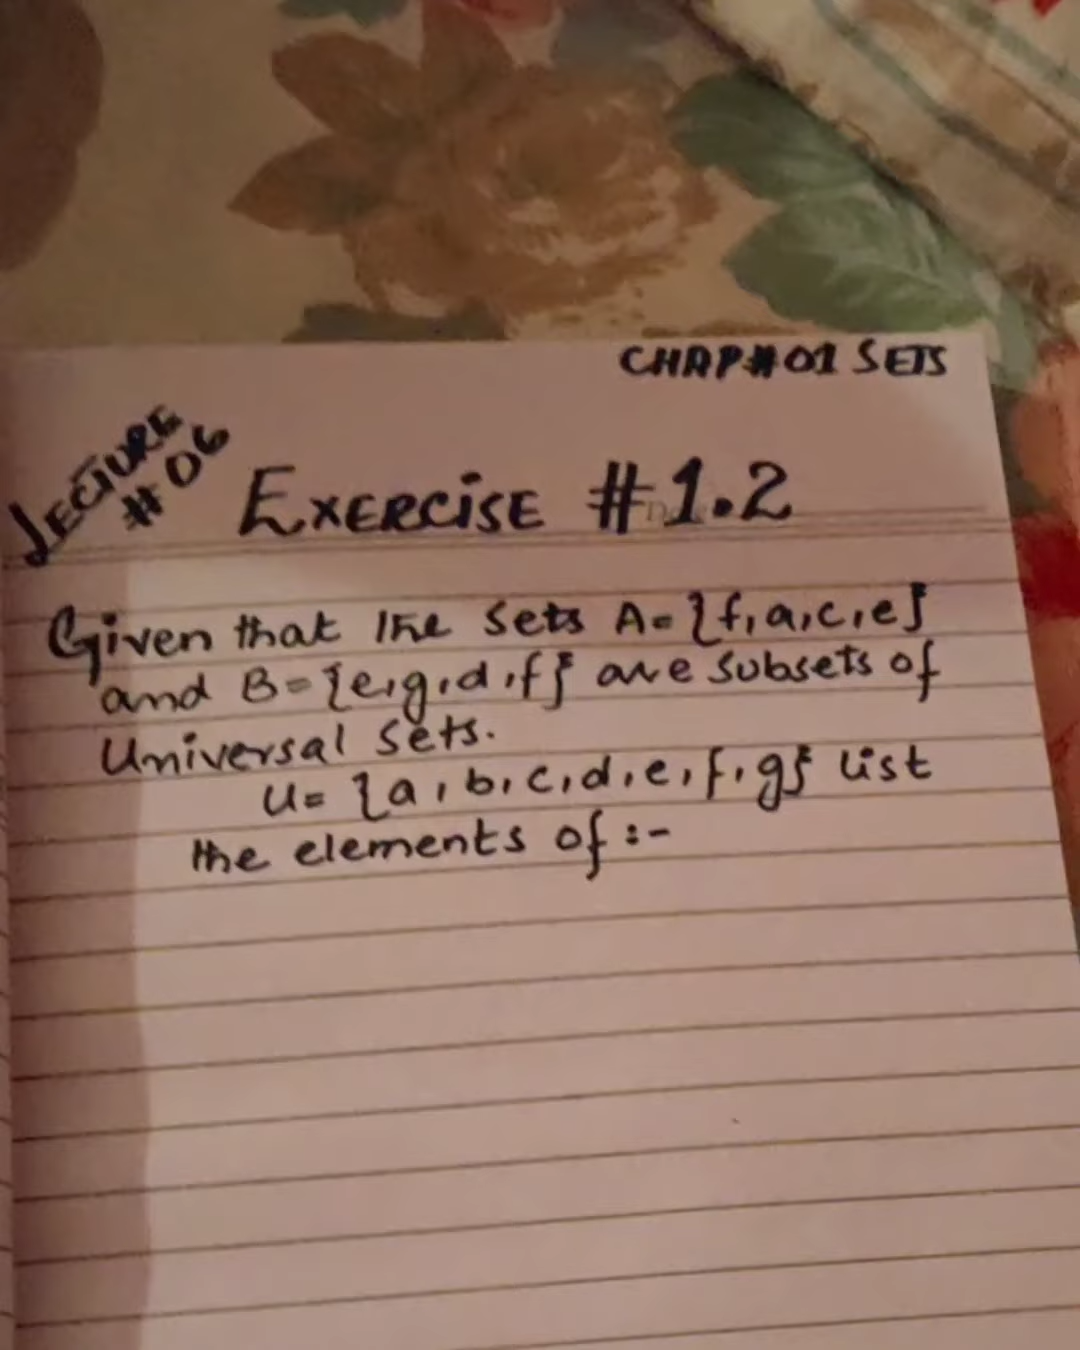 CHAP#01 SETS
LECTURE
#06
EXERCISE #1.2
Given that the Sets A={f,a,c,e}
and B={e,g,d,f} are subsets of
Universal Sets.
U= {a,b,c,d,e,f,g} list
the elements of :-